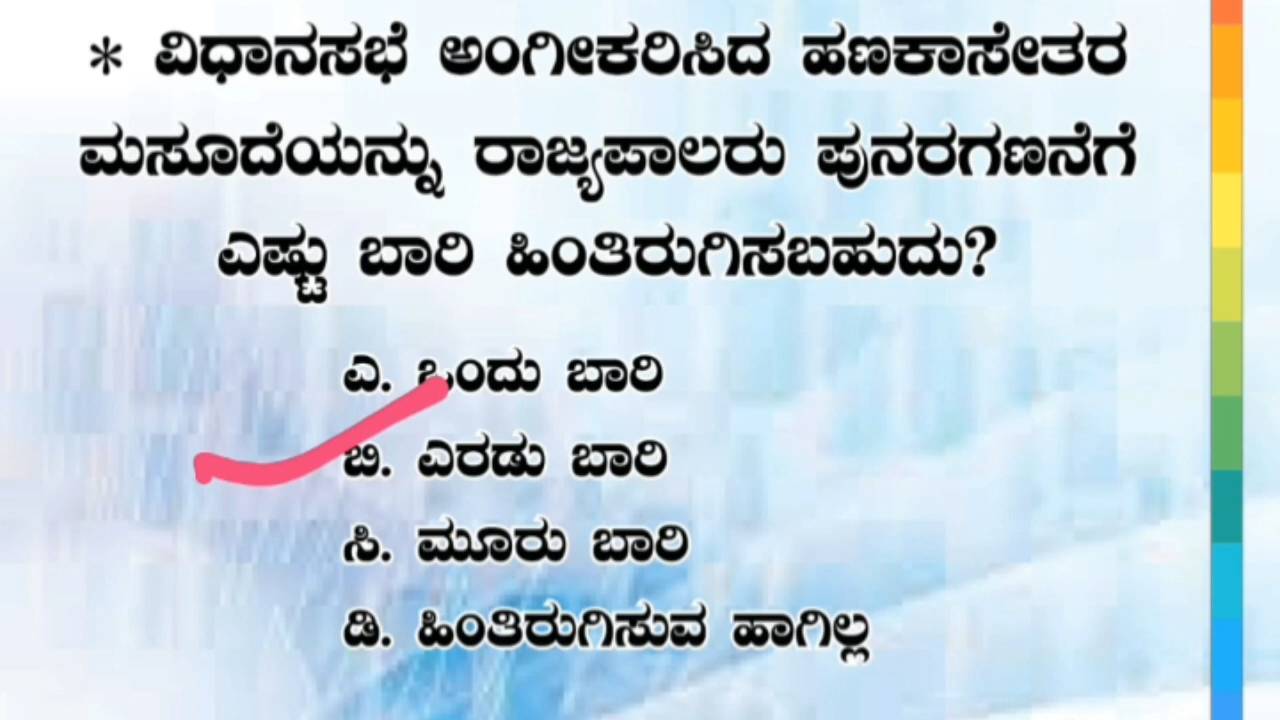 * ವಿಧಾನಸಭೆ ಅಂಗೀಕರಿಸಿದ ಹಣಕಾಸೇತರ
ಮಸೂದೆಯನ್ನು ರಾಜ್ಯಪಾಲರು ಪುನರಗಣನೆಗೆ
ಎಷ್ಟು ಬಾರಿ ಹಿಂತಿರುಗಿಸಬಹುದು?
ಎ. ಒಂದು ಬಾರಿ
ಬಿ. ಎರಡು ಬಾರಿ
ಸಿ. ಮೂರು ಬಾರಿ
ಡಿ. ಹಿಂತಿರುಗಿಸುವ ಹಾಗಿಲ್ಲ